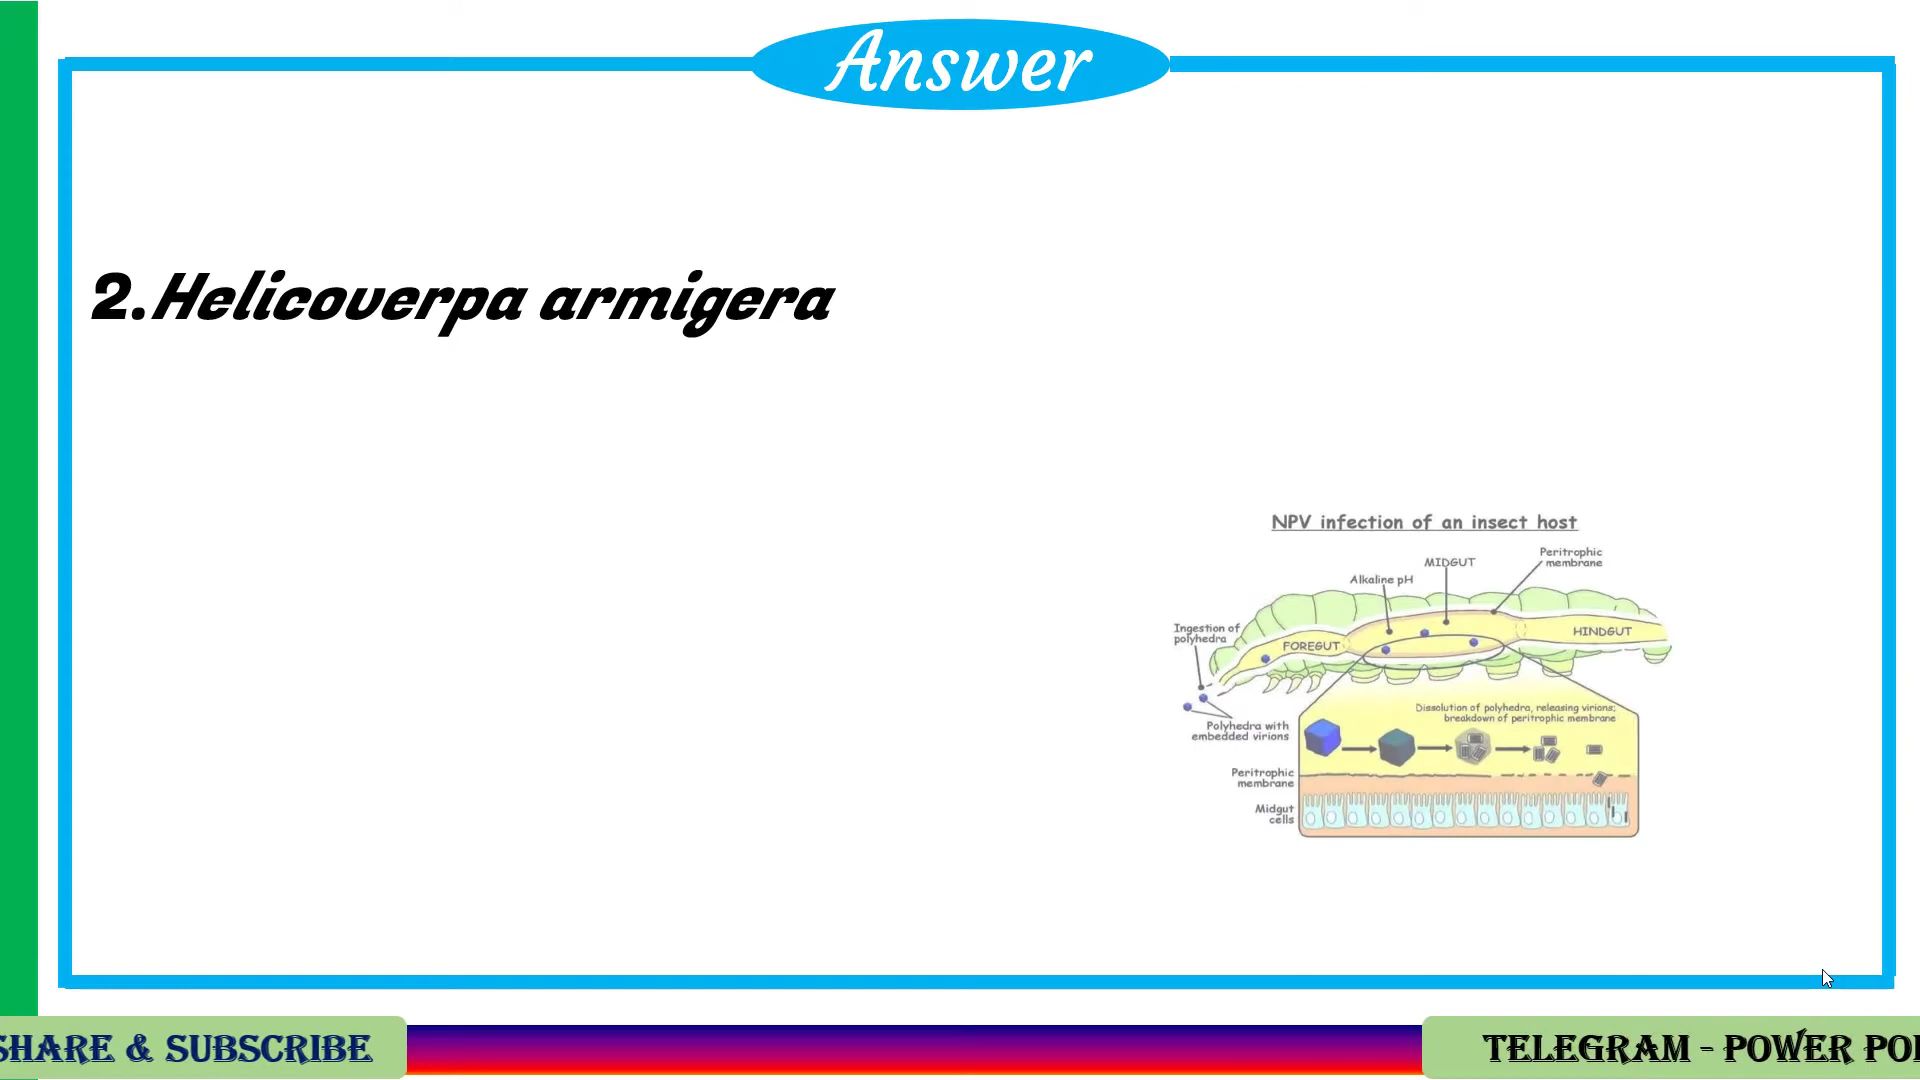 Answer
2.Helicoverpa armigera
NPV infection of an insect host
Peritrophic
membrane
MIDGUT
Alkaline pH
Ingestion of
polyhedra
FOREGUT
HINDGUT
Polyhedra with
embedded virions
Dissolution of polyhedra, releasing virions;
breakdown of peritrophic membrane
Peritrophic
membrane
Midgut
cells
SHARE & SUBSCRIBE
TELEGRAM - POWER